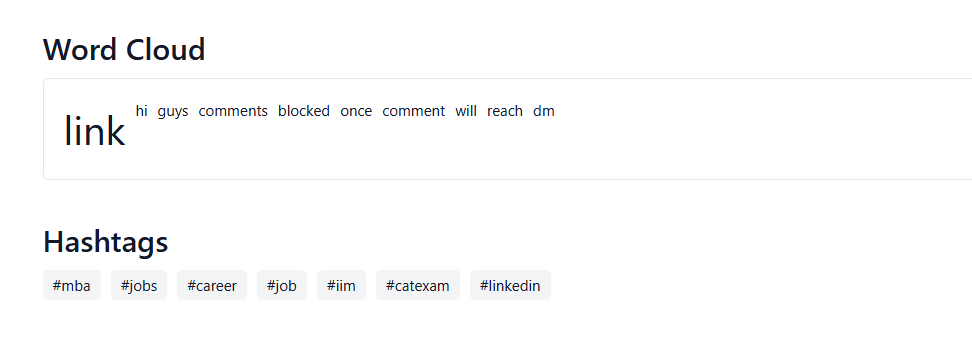 Word Cloud
link hi guys comments blocked once comment will reach dm
Hashtags
#mba #jobs #career #job #iim #catexam #linkedin